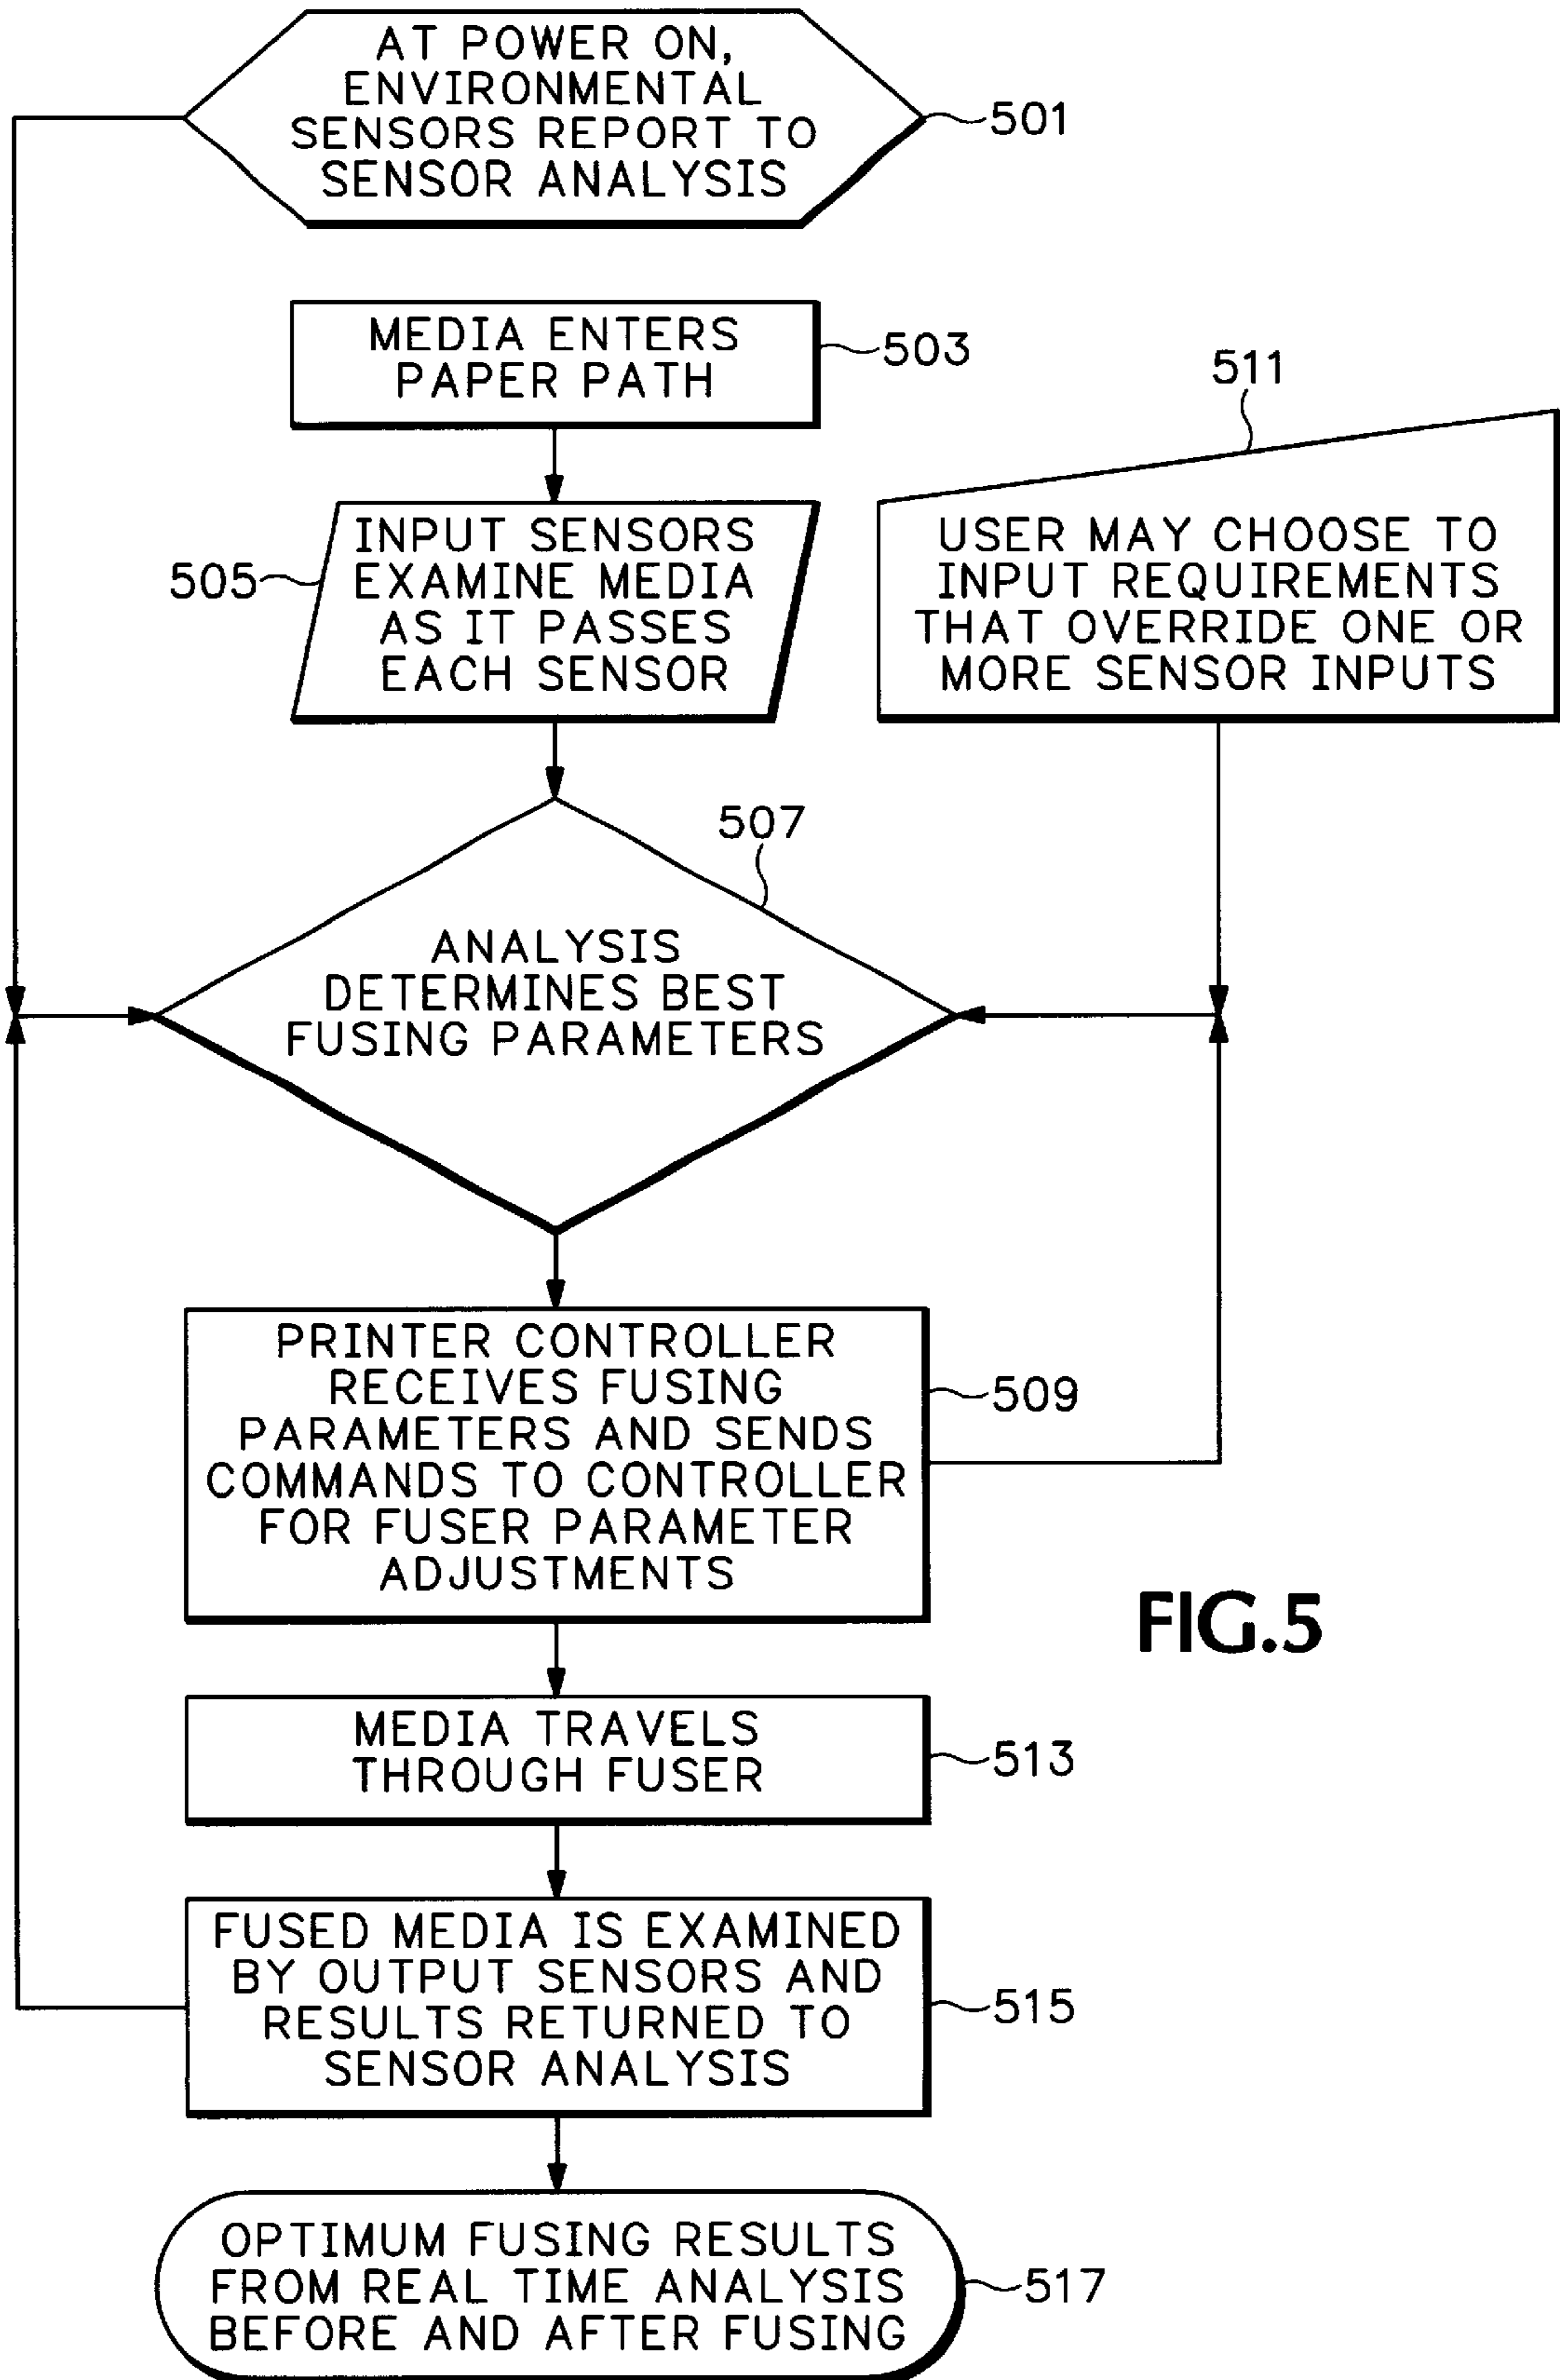 AT POWER ON,
ENVIRONMENTAL
SENSORS REPORT TO
SENSOR ANALYSIS
501
MEDIA ENTERS
PAPER PATH
503
511
INPUT SENSORS
EXAMINE MEDIA
AS IT PASSES
EACH SENSOR
505
USER MAY CHOOSE TO
INPUT REQUIREMENTS
THAT OVERRIDE ONE OR
MORE SENSOR INPUTS
507
ANALYSIS
DETERMINES BEST
FUSING PARAMETERS
PRINTER CONTROLLER
RECEIVES FUSING
PARAMETERS AND SENDS
COMMANDS TO CONTROLLER
FOR FUSER PARAMETER
ADJUSTMENTS
509
FIG.5
MEDIA TRAVELS
THROUGH FUSER
513
FUSED MEDIA IS EXAMINED
BY OUTPUT SENSORS AND
RESULTS RETURNED TO
SENSOR ANALYSIS
515
OPTIMUM FUSING RESULTS
FROM REAL TIME ANALYSIS
BEFORE AND AFTER FUSING
517